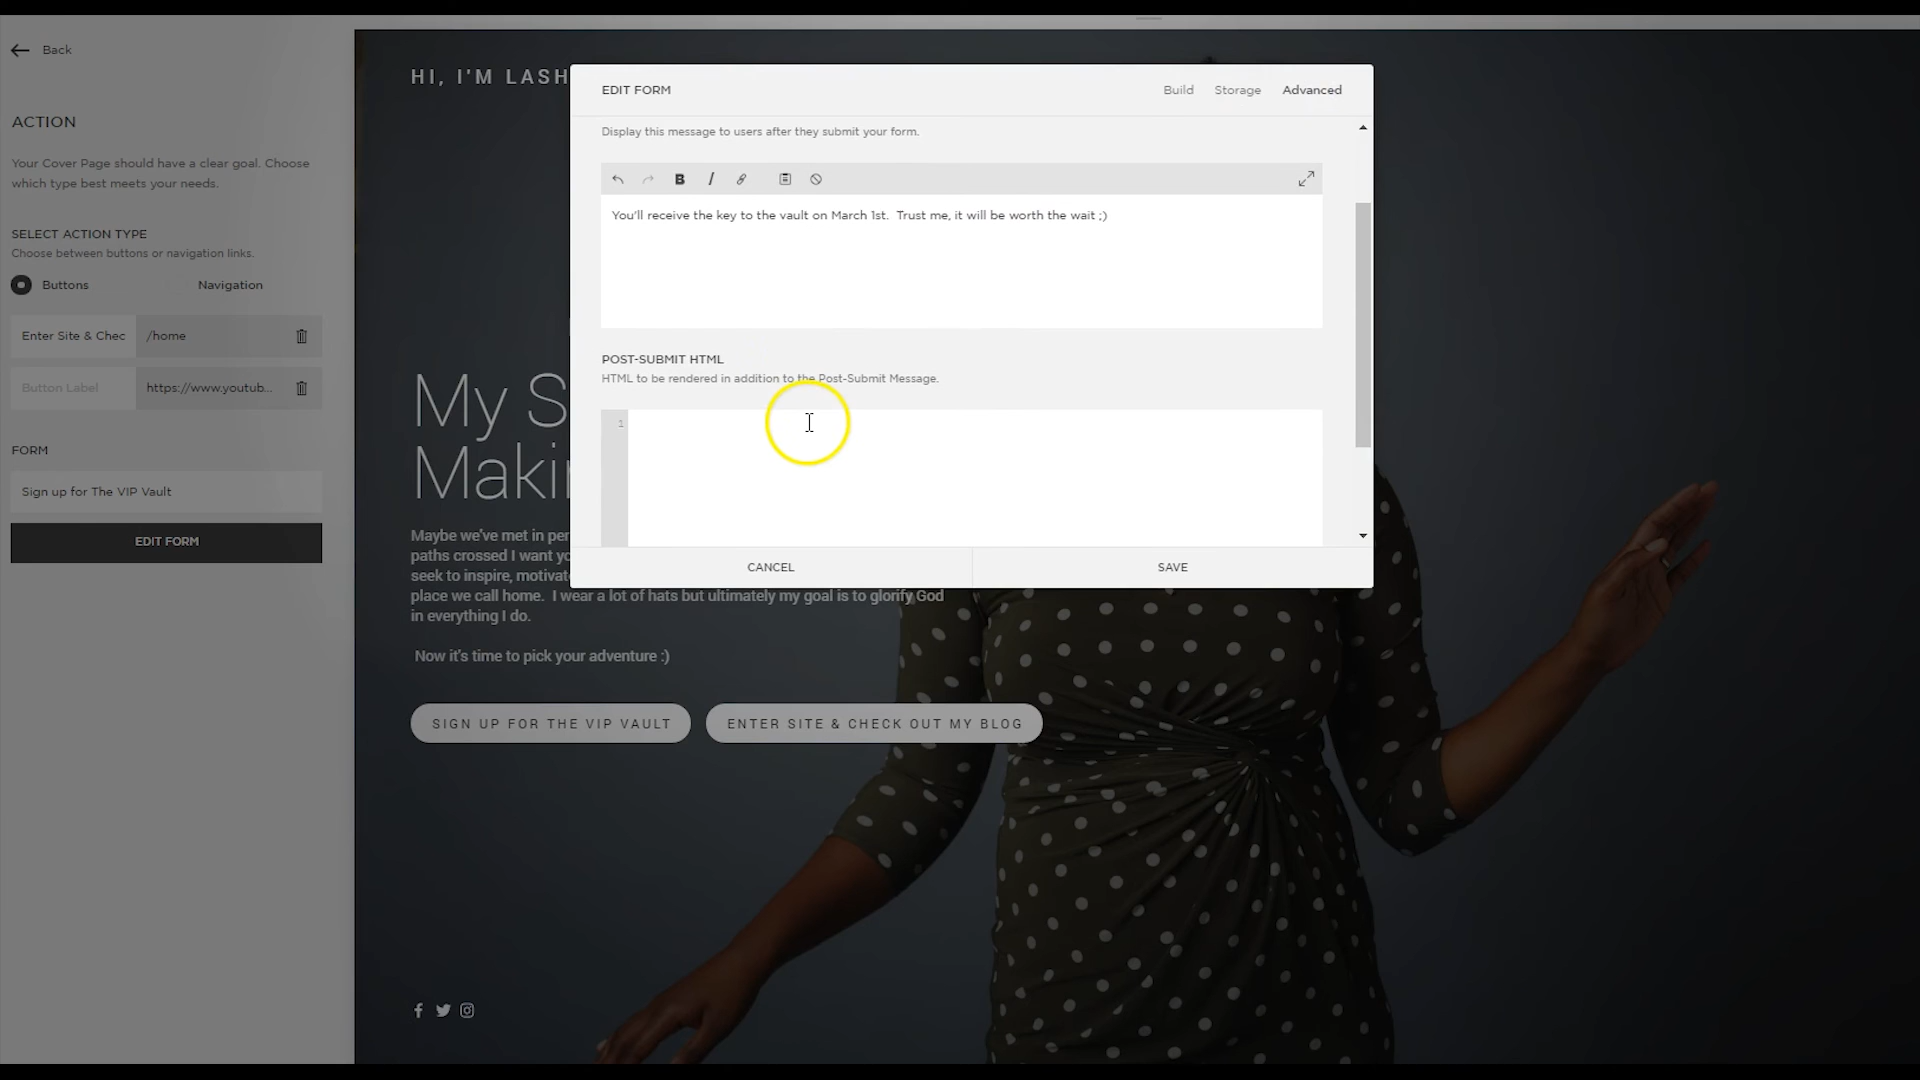 Back
ACTION
Your Cover Page should have a clear goal. Choose
which type best meets your needs.
SELECT ACTION TYPE
Choose between buttons or navigation links.
Buttons
Navigation
Enter Site & Chec
/home
Button Label
https://www.youtub...
FORM
Sign up for The VIP Vault
EDIT FORM
HI, I'M LASH
My S
Makin
Maybe we've met in per
paths crossed I want yo
seek to inspire, motivate
place we call home. I wear a lot of hats but ultimately my goal is to glorify God
in everything I do.
Now it's time to pick your adventure :)
SIGN UP FOR THE VIP VAULT
ENTER SITE & CHECK OUT MY BLOG
EDIT FORM
Build
Storage
Advanced
Display this message to users after they submit your form.
B I
You'll receive the key to the vault on March 1st. Trust me, it will be worth the wait ;)
POST-SUBMIT HTML
HTML to be rendered in addition to the Post-Submit Message.
1
CANCEL
SAVE